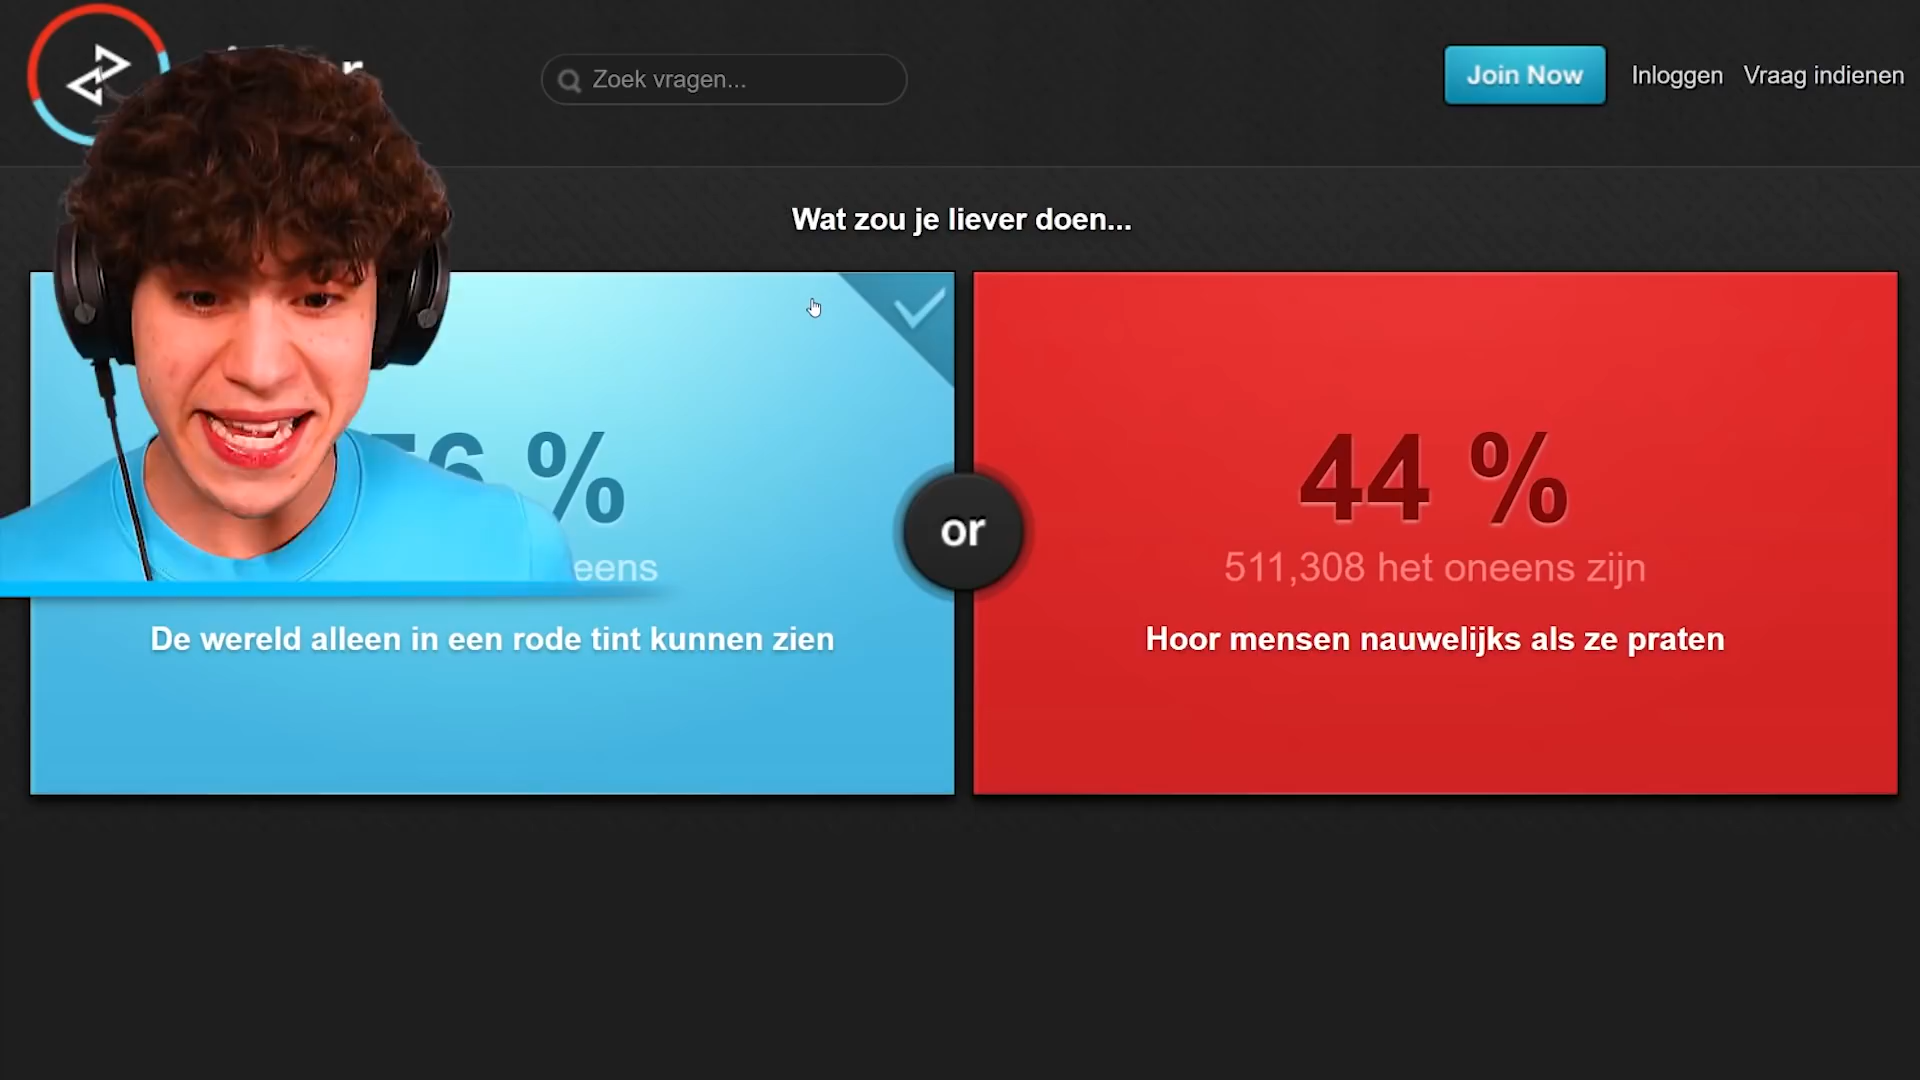 Zoek vragen...
Join Now
Inloggen
Vraag indienen
Wat zou je liever doen...
56 %
eens
De wereld alleen in een rode tint kunnen zien
or
44 %
511,308 het oneens zijn
Hoor mensen nauwelijks als ze praten